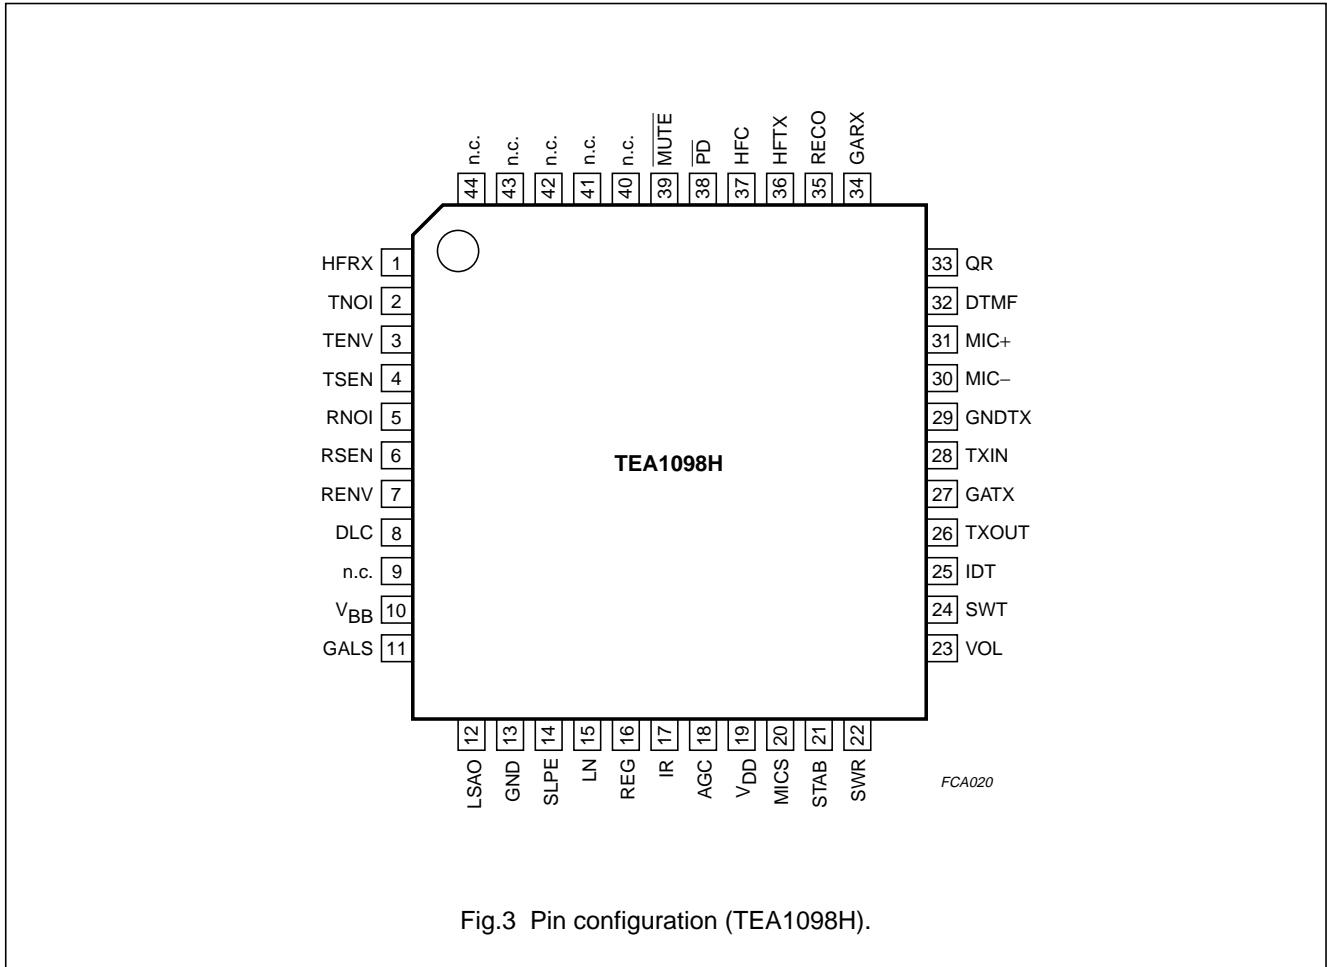 44 n.c.
43 n.c.
42 n.c.
41 n.c.
40 n.c.
39 M̅U̅T̅E̅
38 P̅D̅
37 HFC
36 HFTX
35 RECO
34 GARX
HFRX 1
TNOI 2
TENV 3
TSEN 4
RNOI 5
RSEN 6
RENV 7
DLC 8
n.c. 9
VBB 10
GALS 11
TEA1098H
33 QR
32 DTMF
31 MIC+
30 MIC−
29 GNDTX
28 TXIN
27 GATX
26 TXOUT
25 IDT
24 SWT
23 VOL
LSAO 12
GND 13
SLPE 14
LN 15
REG 16
IR 17
AGC 18
VDD 19
MICS 20
STAB 21
SWR 22
FCA020
Fig.3 Pin configuration (TEA1098H).